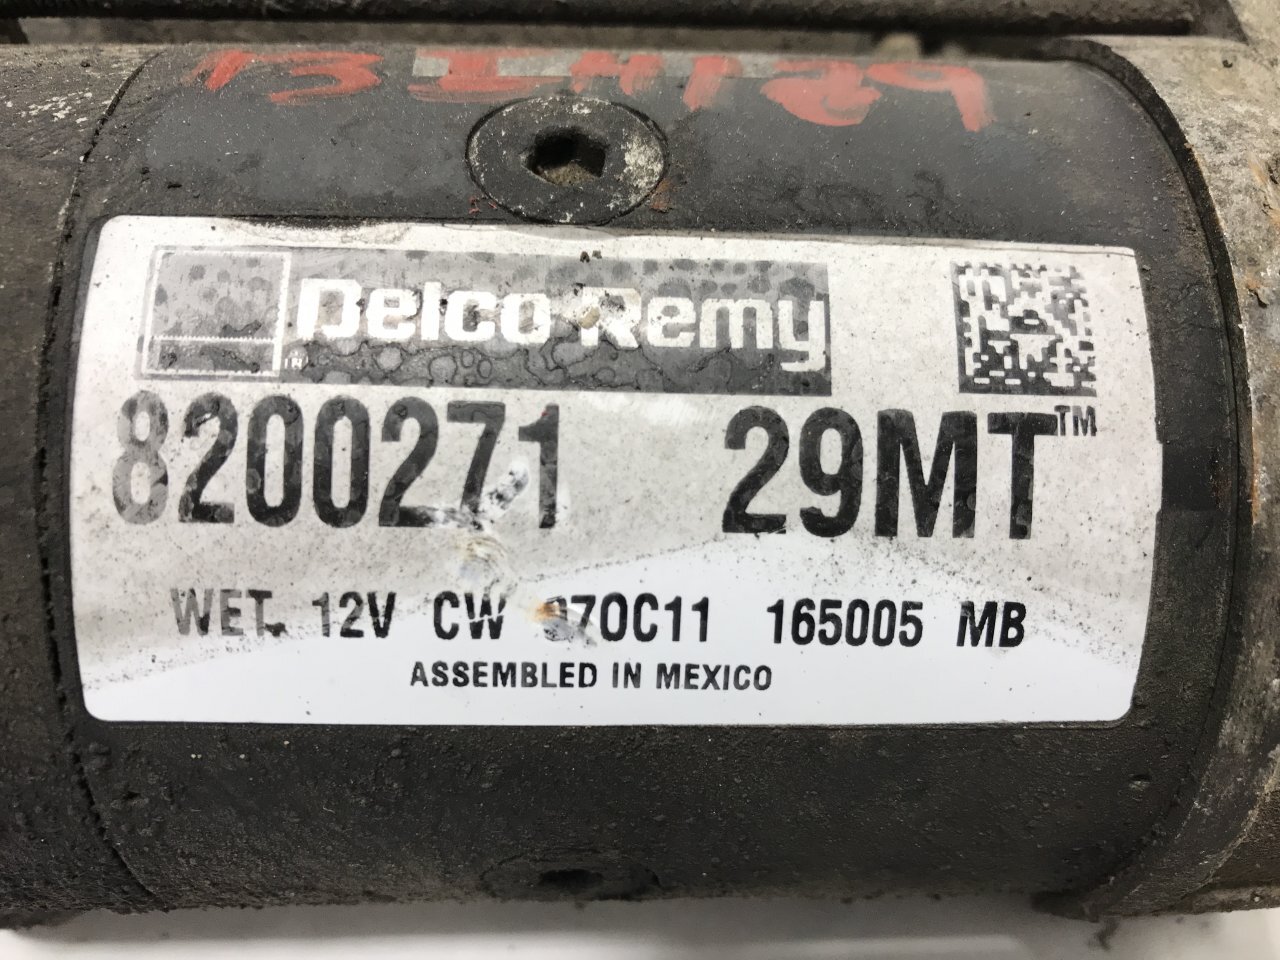 Delco Remy
8200271 29MT™
WET 12V CW 165005 MB
ASSEMBLED IN MEXICO